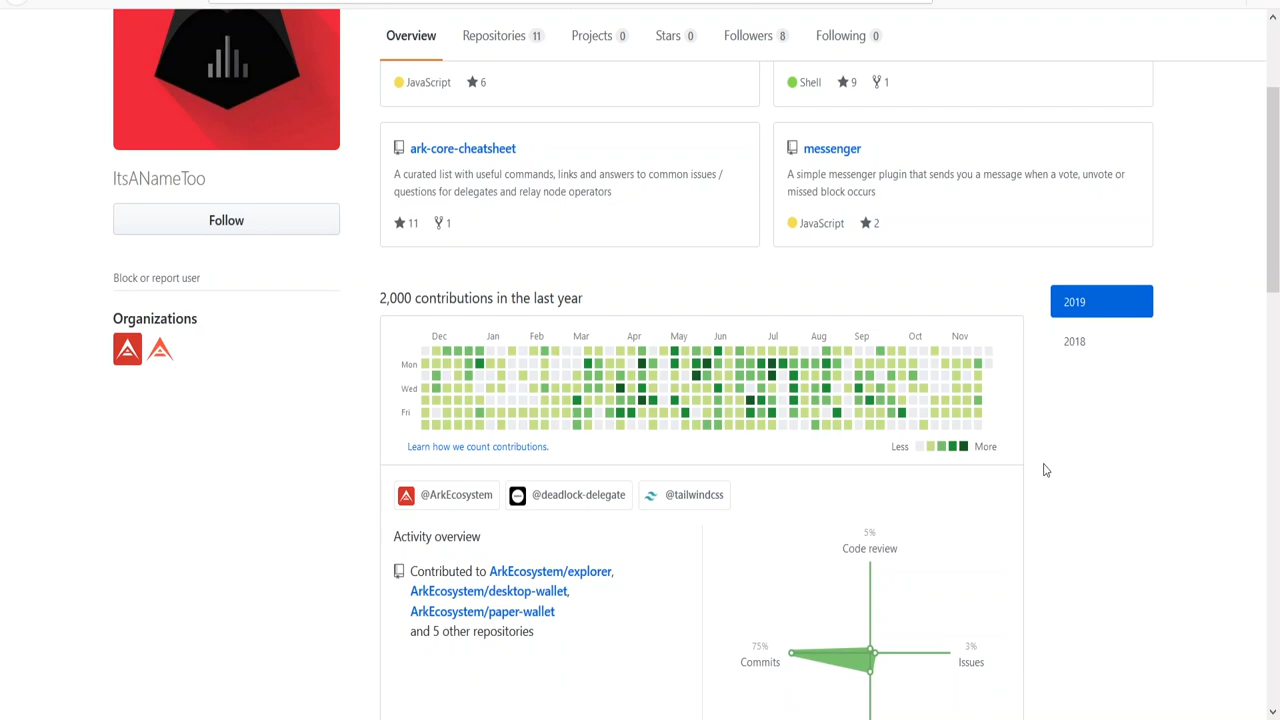 Overview Repositories 11 Projects 0 Stars 0 Followers 8 Following 0
JavaScript 6
Shell 9 1
ark-core-cheatsheet
A curated list with useful commands, links and answers to common issues /
questions for delegates and relay node operators
11 1
messenger
A simple messenger plugin that sends you a message when a vote, unvote or
missed block occurs
JavaScript 2
ItsANameToo
Follow
Block or report user
Organizations
2,000 contributions in the last year
2019
2018
Dec Jan Feb Mar Apr May Jun Jul Aug Sep Oct Nov
Mon
Wed
Fri
Learn how we count contributions.
Less More
@ArkEcosystem @deadlock-delegate @tailwindcss
Activity overview
Contributed to ArkEcosystem/explorer,
ArkEcosystem/desktop-wallet,
ArkEcosystem/paper-wallet
and 5 other repositories
5%
Code review
75%
Commits
3%
Issues